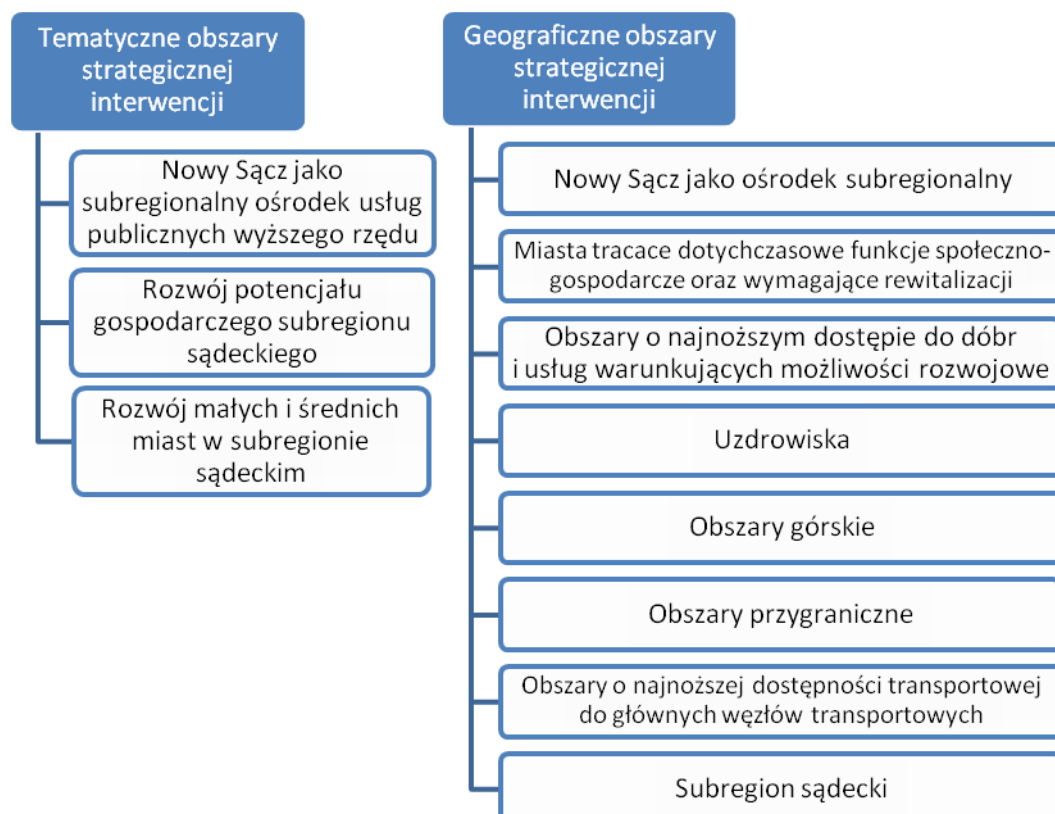 Tematyczne obszary
strategicznej
interwencji
Nowy Sącz jako
subregionalny ośrodek usług
publicznych wyższego rzędu
Rozwój potencjału
gospodarczego subregionu
sądeckiego
Rozwój małych i średnich
miast w subregionie
sądeckim
Geograficzne obszary
strategicznej
interwencji
Nowy Sącz jako ośrodek subregionalny
Miasta tracace dotychczasowe funkcje społeczno-
gospodarcze oraz wymagające rewitalizacji
Obszary o najnoższym dostępie do dóbr
i usług warunkujących możliwości rozwojowe
Uzdrowiska
Obszary górskie
Obszary przygraniczne
Obszary o najnoższej dostępności transportowej
do głównych węzłów transportowych
Subregion sądecki